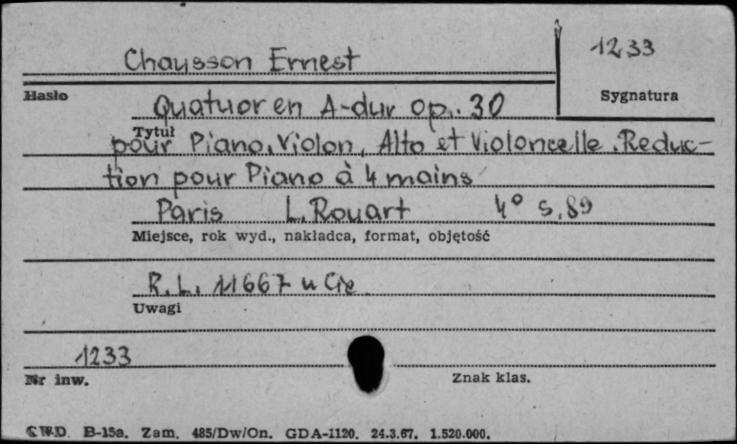 Chausson Ernest
1233
Hasło
Sygnatura
Quatuor en A-dur op. 30
Tytuł
pour Piano, Violon, Alto et Violoncelle. Reduc-
tion pour Piano à 4 mains
Paris L. Rouart 4° s. 89
Miejsce, rok wyd., nakładca, format, objętość
R. L. 11667 u Cie
Uwagi
1233
Nr inw.
Znak klas.
CWD. B-15a. Zam. 485/Dw/On. GDA-1120. 24.3.67. 1.520.000.